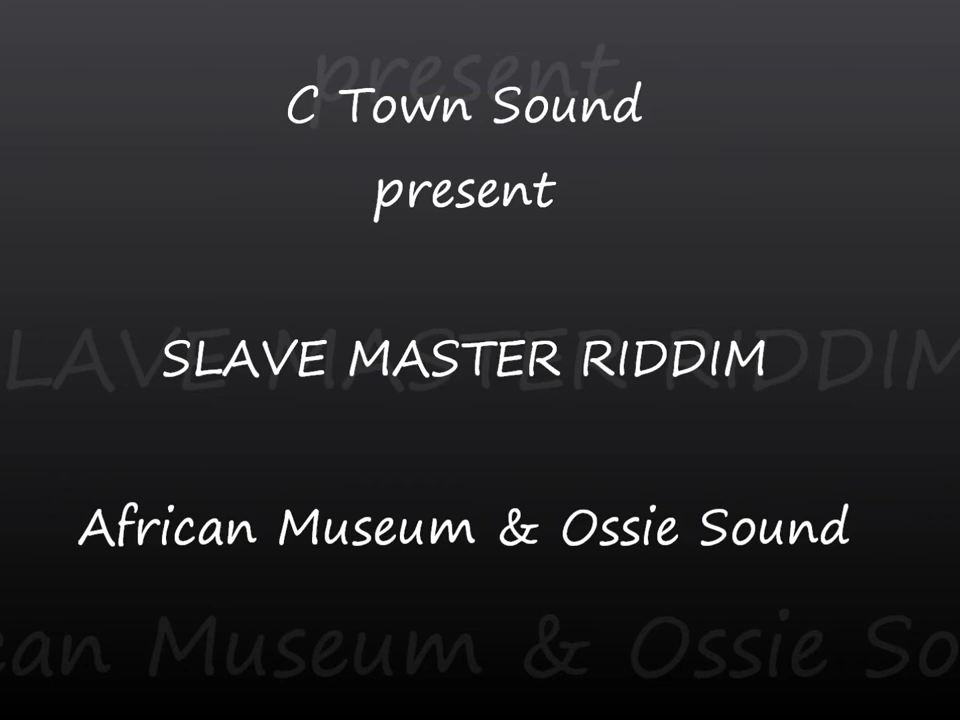 C Town Sound
present
SLAVE MASTER RIDDIM
African Museum & Ossie Sound